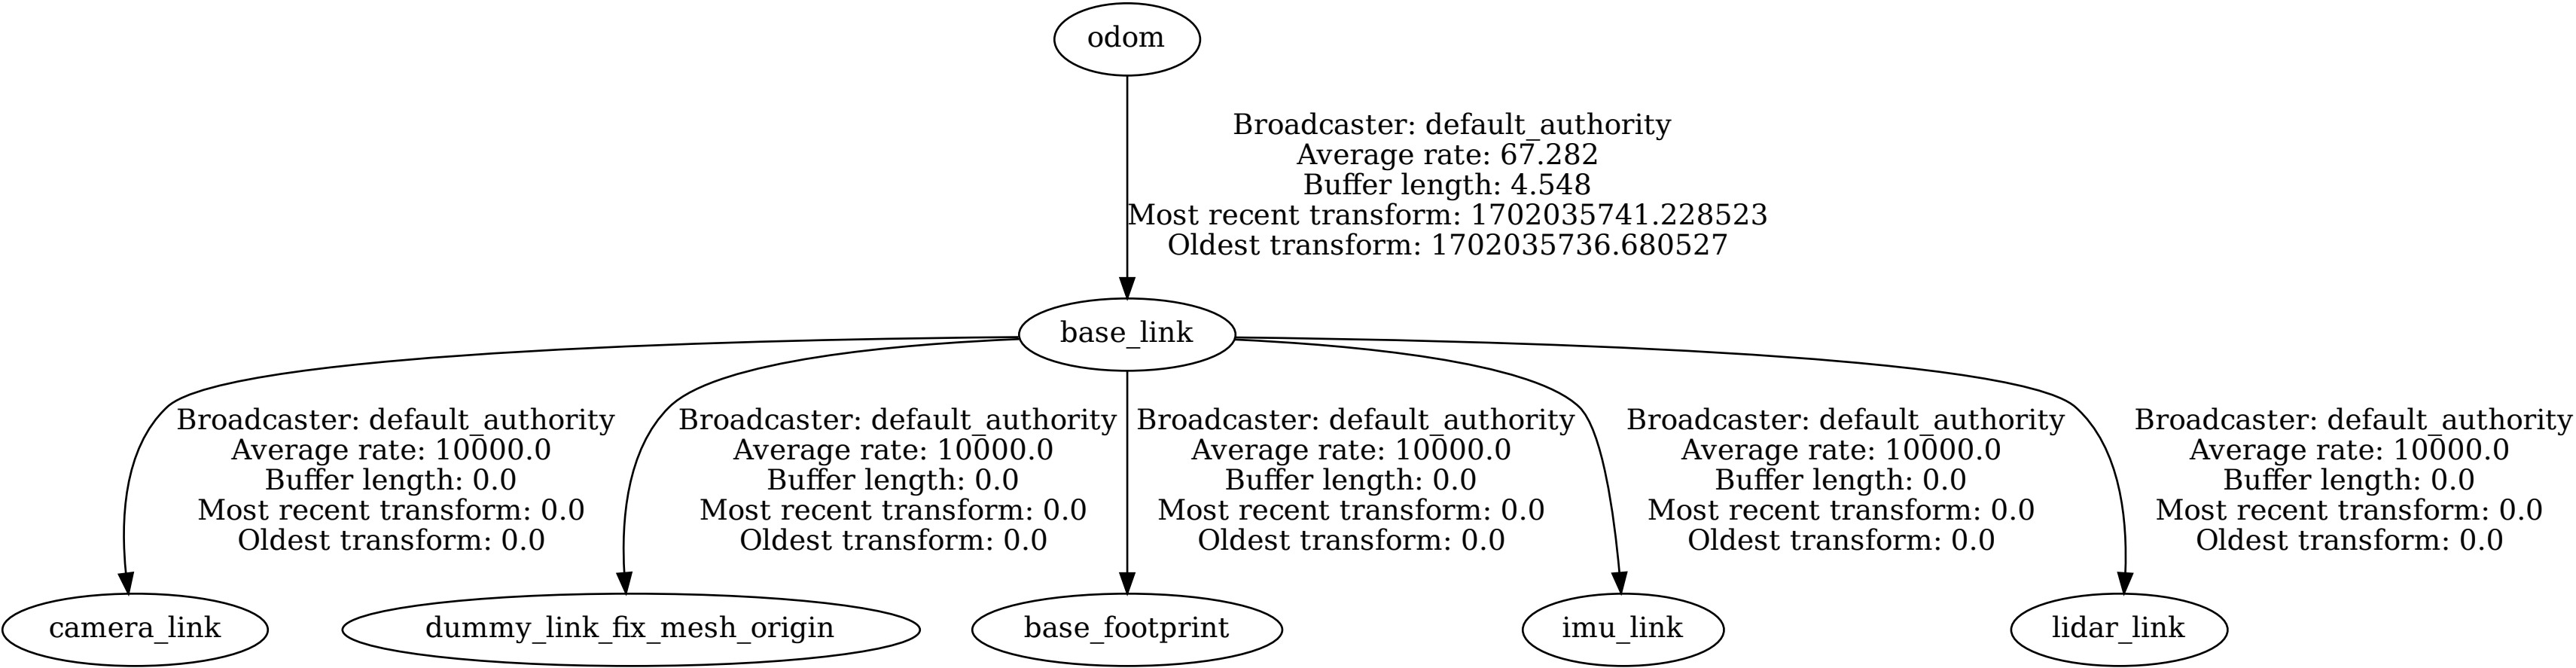 odom
Broadcaster: default_authority
Average rate: 67.282
Buffer length: 4.548
Most recent transform: 1702035741.228523
Oldest transform: 1702035736.680527
base_link
Broadcaster: default_authority
Average rate: 10000.0
Buffer length: 0.0
Most recent transform: 0.0
Oldest transform: 0.0
Broadcaster: default_authority
Average rate: 10000.0
Buffer length: 0.0
Most recent transform: 0.0
Oldest transform: 0.0
Broadcaster: default_authority
Average rate: 10000.0
Buffer length: 0.0
Most recent transform: 0.0
Oldest transform: 0.0
Broadcaster: default_authority
Average rate: 10000.0
Buffer length: 0.0
Most recent transform: 0.0
Oldest transform: 0.0
Broadcaster: default_authority
Average rate: 10000.0
Buffer length: 0.0
Most recent transform: 0.0
Oldest transform: 0.0
camera_link
dummy_link_fix_mesh_origin
base_footprint
imu_link
lidar_link